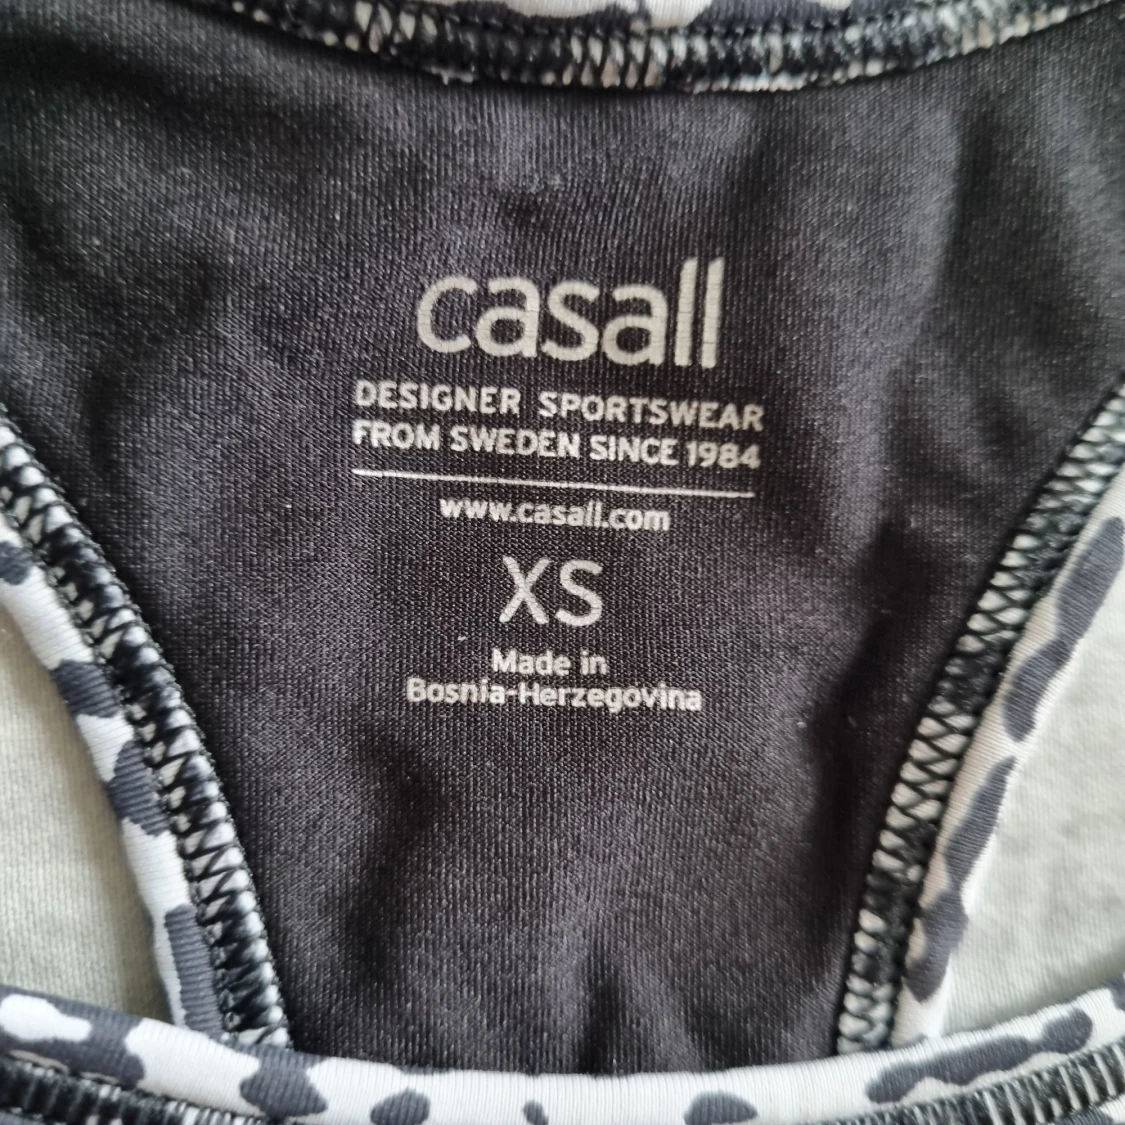 casall
DESIGNER SPORTSWEAR
FROM SWEDEN SINCE 1984
www.casall.com
XS
Made in
Bosnia-Herzegovina